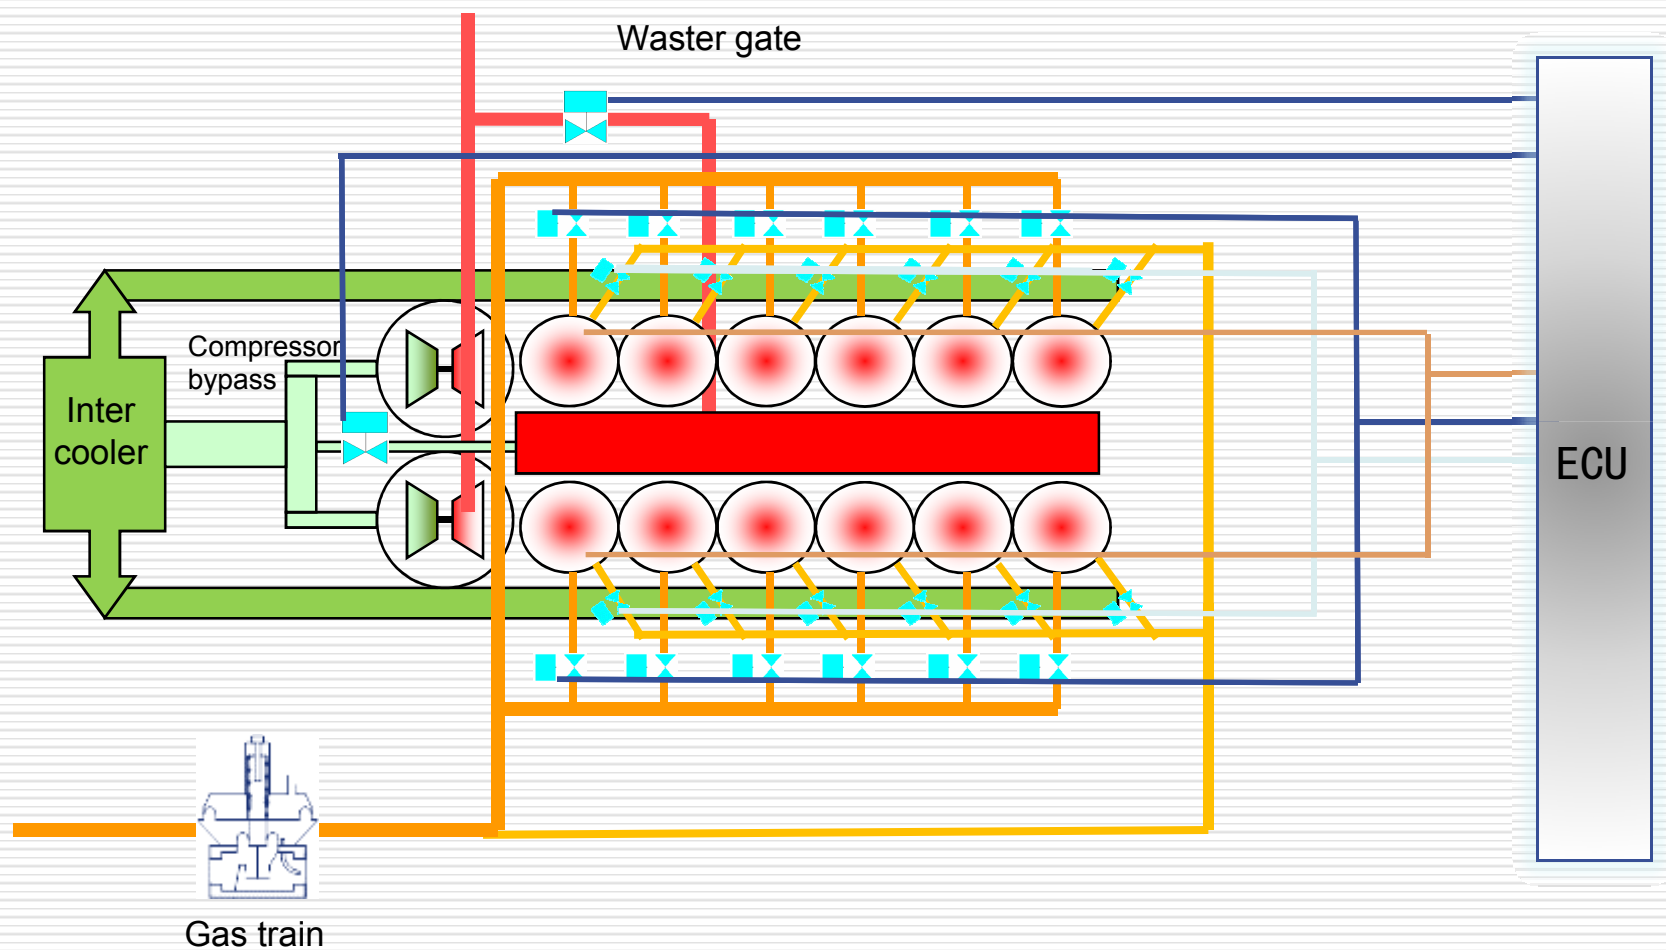 Waster gate
Compressor
bypass
Inter
cooler
ECU
Gas train